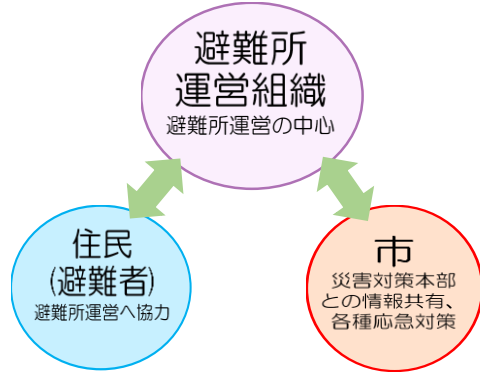 避難所
運営組織
避難所運営の中心
住民
(避難者)
避難所運営へ協力
市
災害対策本部
との情報共有、
各種応急対策